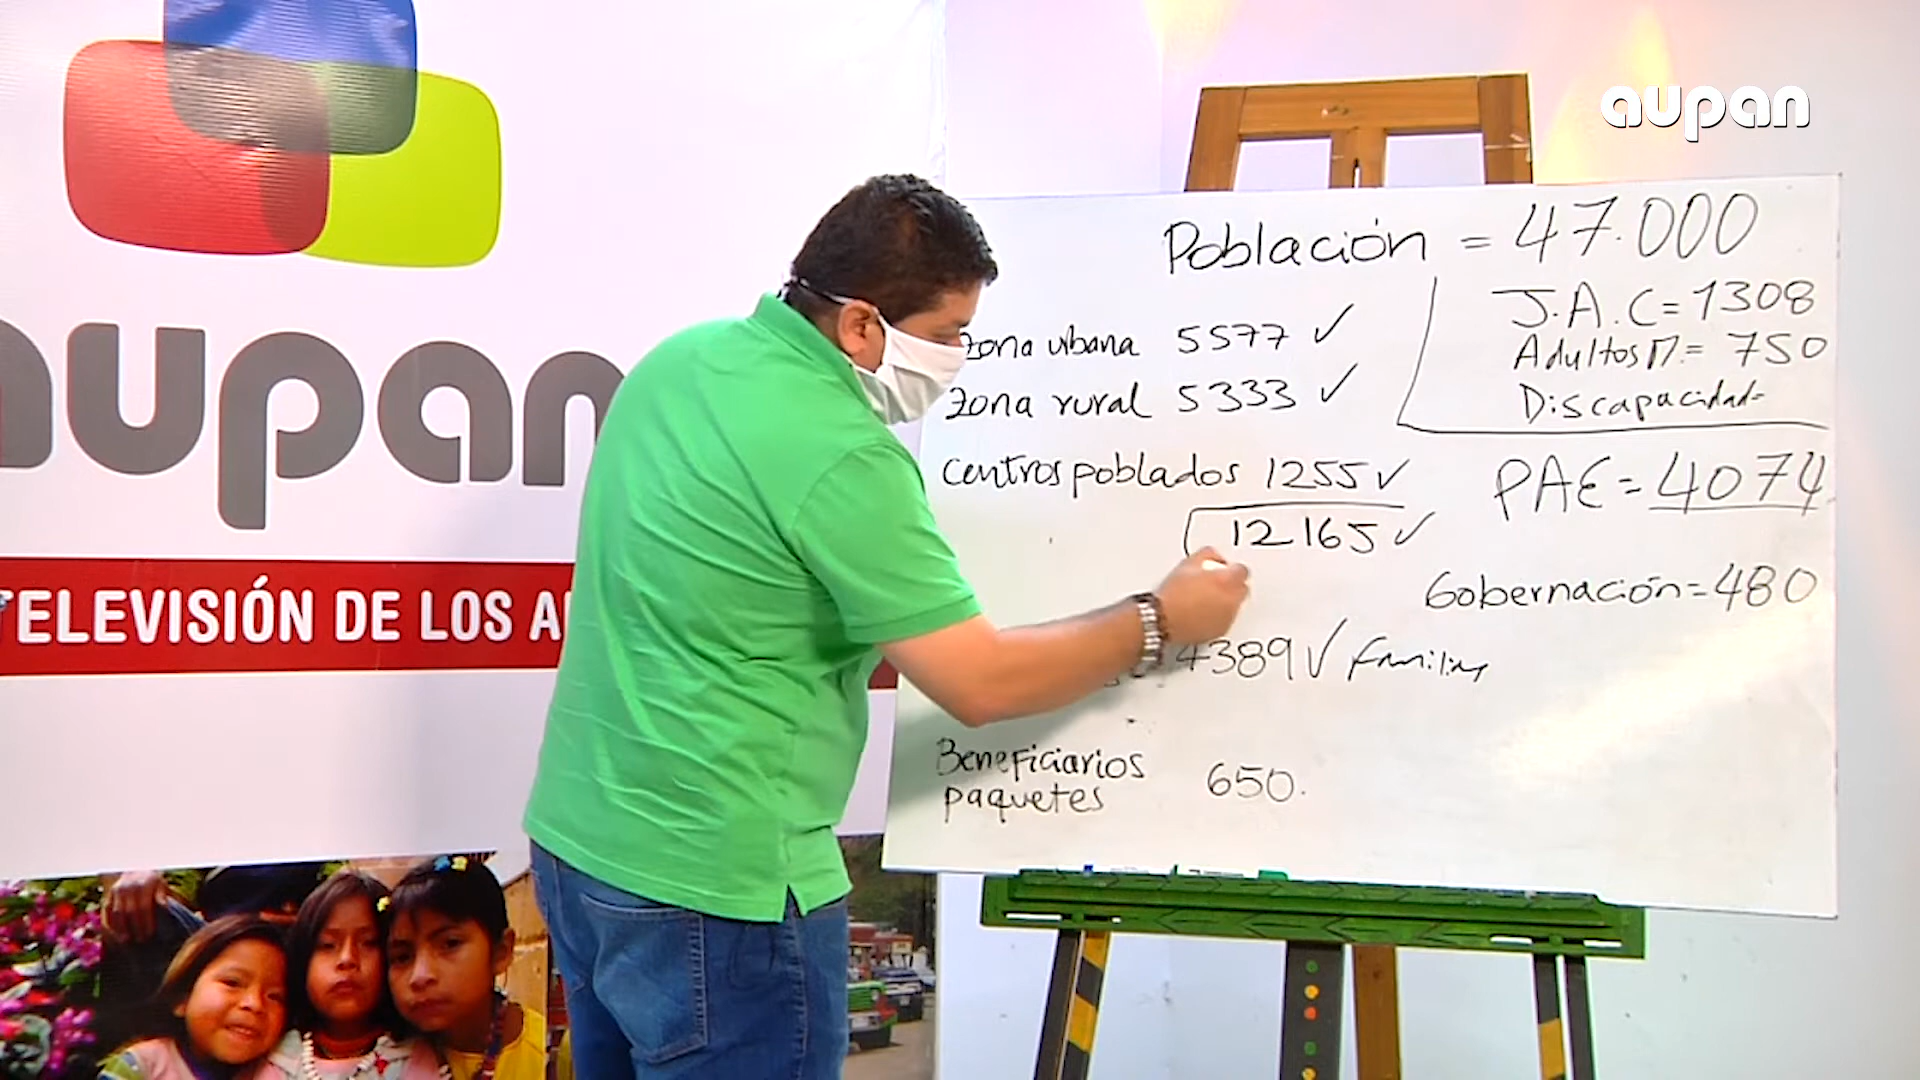 aupan
aupan
TELEVISIÓN DE LOS A
Población = 47.000
J.A.C = 1308
Adultos M. = 750
Discapacidad=
Zona urbana 5577 ✓
Zona rural 5333 ✓
Centros poblados 1255 ✓
12165 ✓
PAE = 4074
Gobernación = 480
4389 ✓ familias
Beneficiarios
paquetes
650.